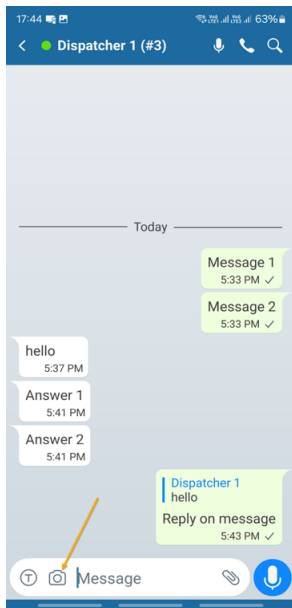 17:44 63%
Dispatcher 1 (#3)
Today
Message 1
5:33 PM
Message 2
5:33 PM
hello
5:37 PM
Answer 1
5:41 PM
Answer 2
5:41 PM
Dispatcher 1
hello
Reply on message
5:43 PM
T Message